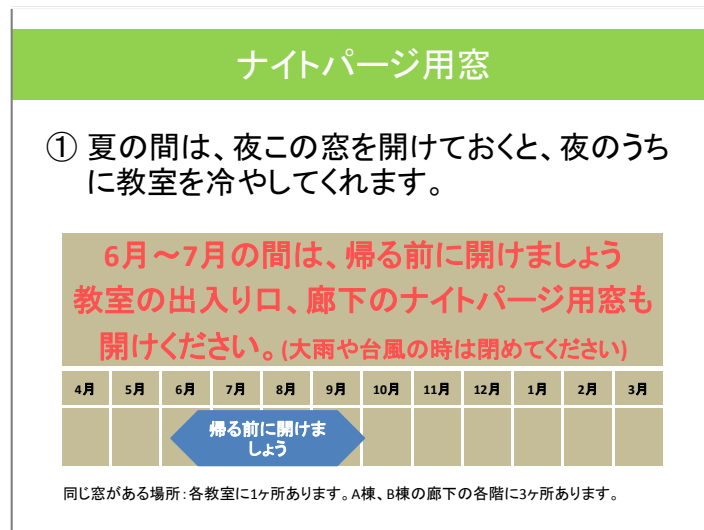 ナイトパージ用窓
① 夏の間は、夜この窓を開けておくと、夜のうち
に教室を冷やしてくれます。
6月～7月の間は、帰る前に開けましょう
教室の出入り口、廊下のナイトパージ用窓も
開けください。(大雨や台風の時は閉めてください)
4月 5月 6月 7月 8月 9月 10月 11月 12月 1月 2月 3月
帰る前に開けま
しょう
同じ窓がある場所：各教室に1ヶ所あります。A棟、B棟の廊下の各階に3ヶ所あります。